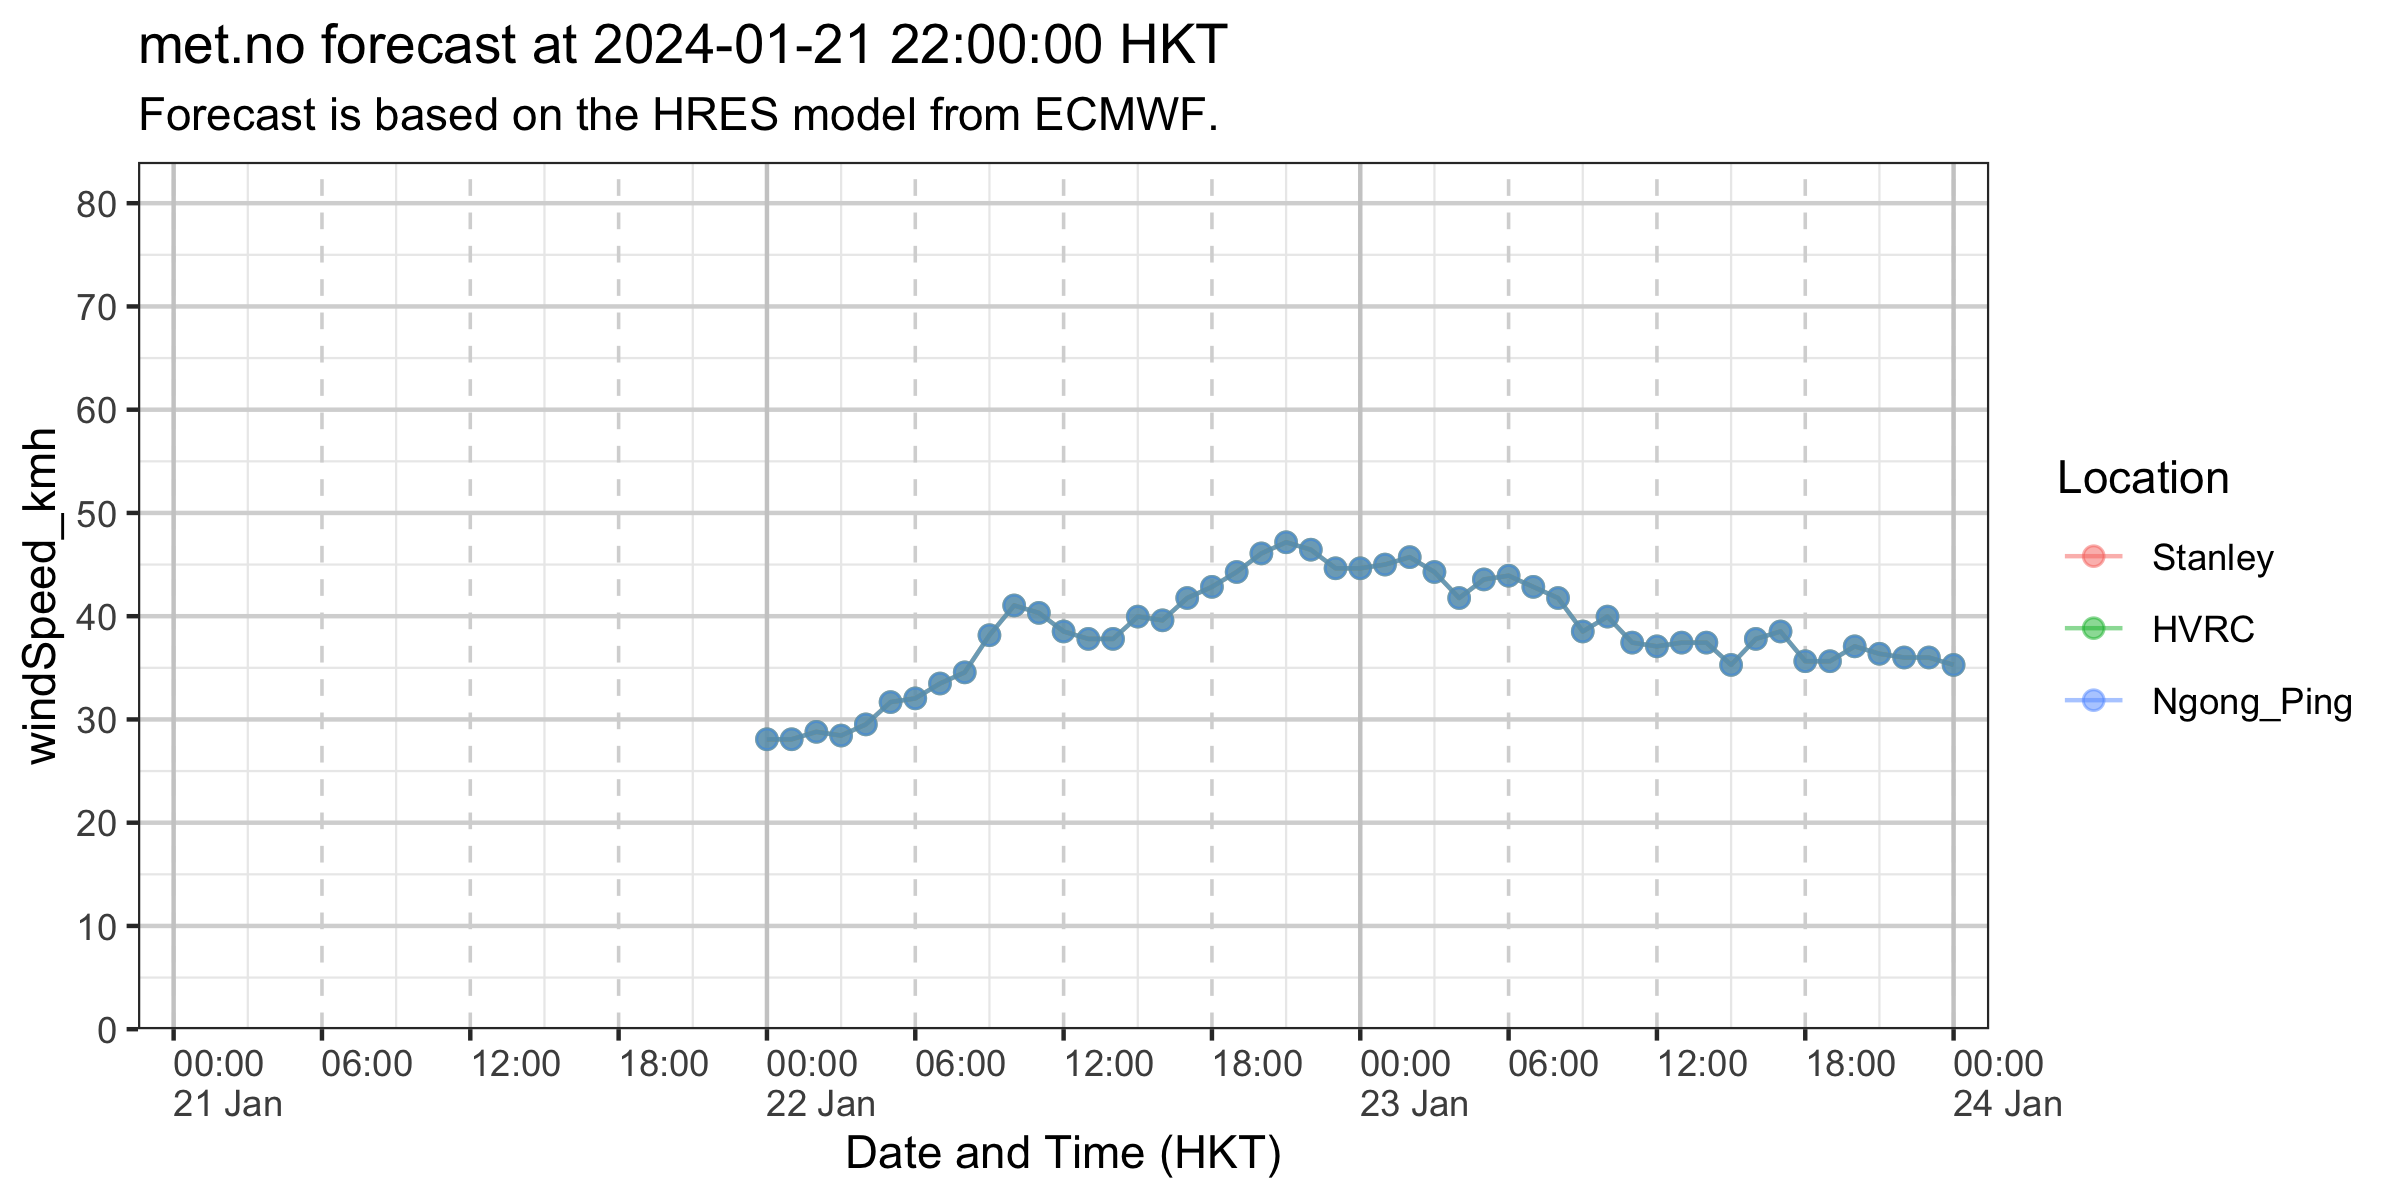 met.no forecast at 2024-01-21 22:00:00 HKT
Forecast is based on the HRES model from ECMWF.
windSpeed_kmh
80
70
60
50
40
30
20
10
0
00:00 06:00 12:00 18:00 00:00 06:00 12:00 18:00 00:00 06:00 12:00 18:00 00:00
21 Jan 22 Jan 23 Jan 24 Jan
Date and Time (HKT)
Location
Stanley
HVRC
Ngong_Ping